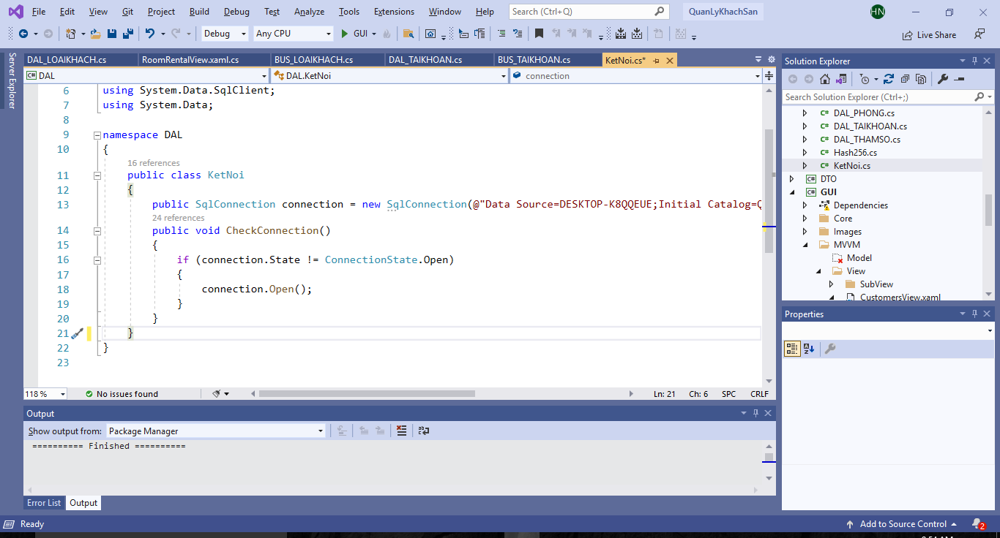 File Edit View Git Project Build Debug Test Analyze Tools Extensions Window Help Search (Ctrl+Q) QuanLyKhachSan HN
Debug Any CPU GUI Live Share
Server Explorer
DAL_LOAIKHACH.cs RoomRentalView.xaml.cs BUS_LOAIKHACH.cs DAL_TAIKHOAN.cs BUS_TAIKHOAN.cs KetNoi.cs*
C# DAL DAL.KetNoi connection
6 using System.Data.SqlClient;
7 using System.Data;
8
9 namespace DAL
10 {
16 references
11 public class KetNoi
12 {
13 public SqlConnection connection = new SqlConnection(@"Data Source=DESKTOP-K8QQEUE;Initial Catalog=Q
24 references
14 public void CheckConnection()
15 {
16 if (connection.State != ConnectionState.Open)
17 {
18 connection.Open();
19 }
20 }
21 }
22 }
23
118 % No issues found Ln: 21 Ch: 6 SPC CRLF
Output
Show output from: Package Manager
========== Finished ==========
Error List Output
Solution Explorer
Search Solution Explorer (Ctrl+;)
C# DAL_PHONG.cs
C# DAL_TAIKHOAN.cs
C# DAL_THAMSO.cs
C# Hash256.cs
C# KetNoi.cs
C# DTO
C# GUI
Dependencies
Core
Images
MVVM
Model
View
SubView
CustomersView.xaml
Properties
Ready Add to Source Control 2